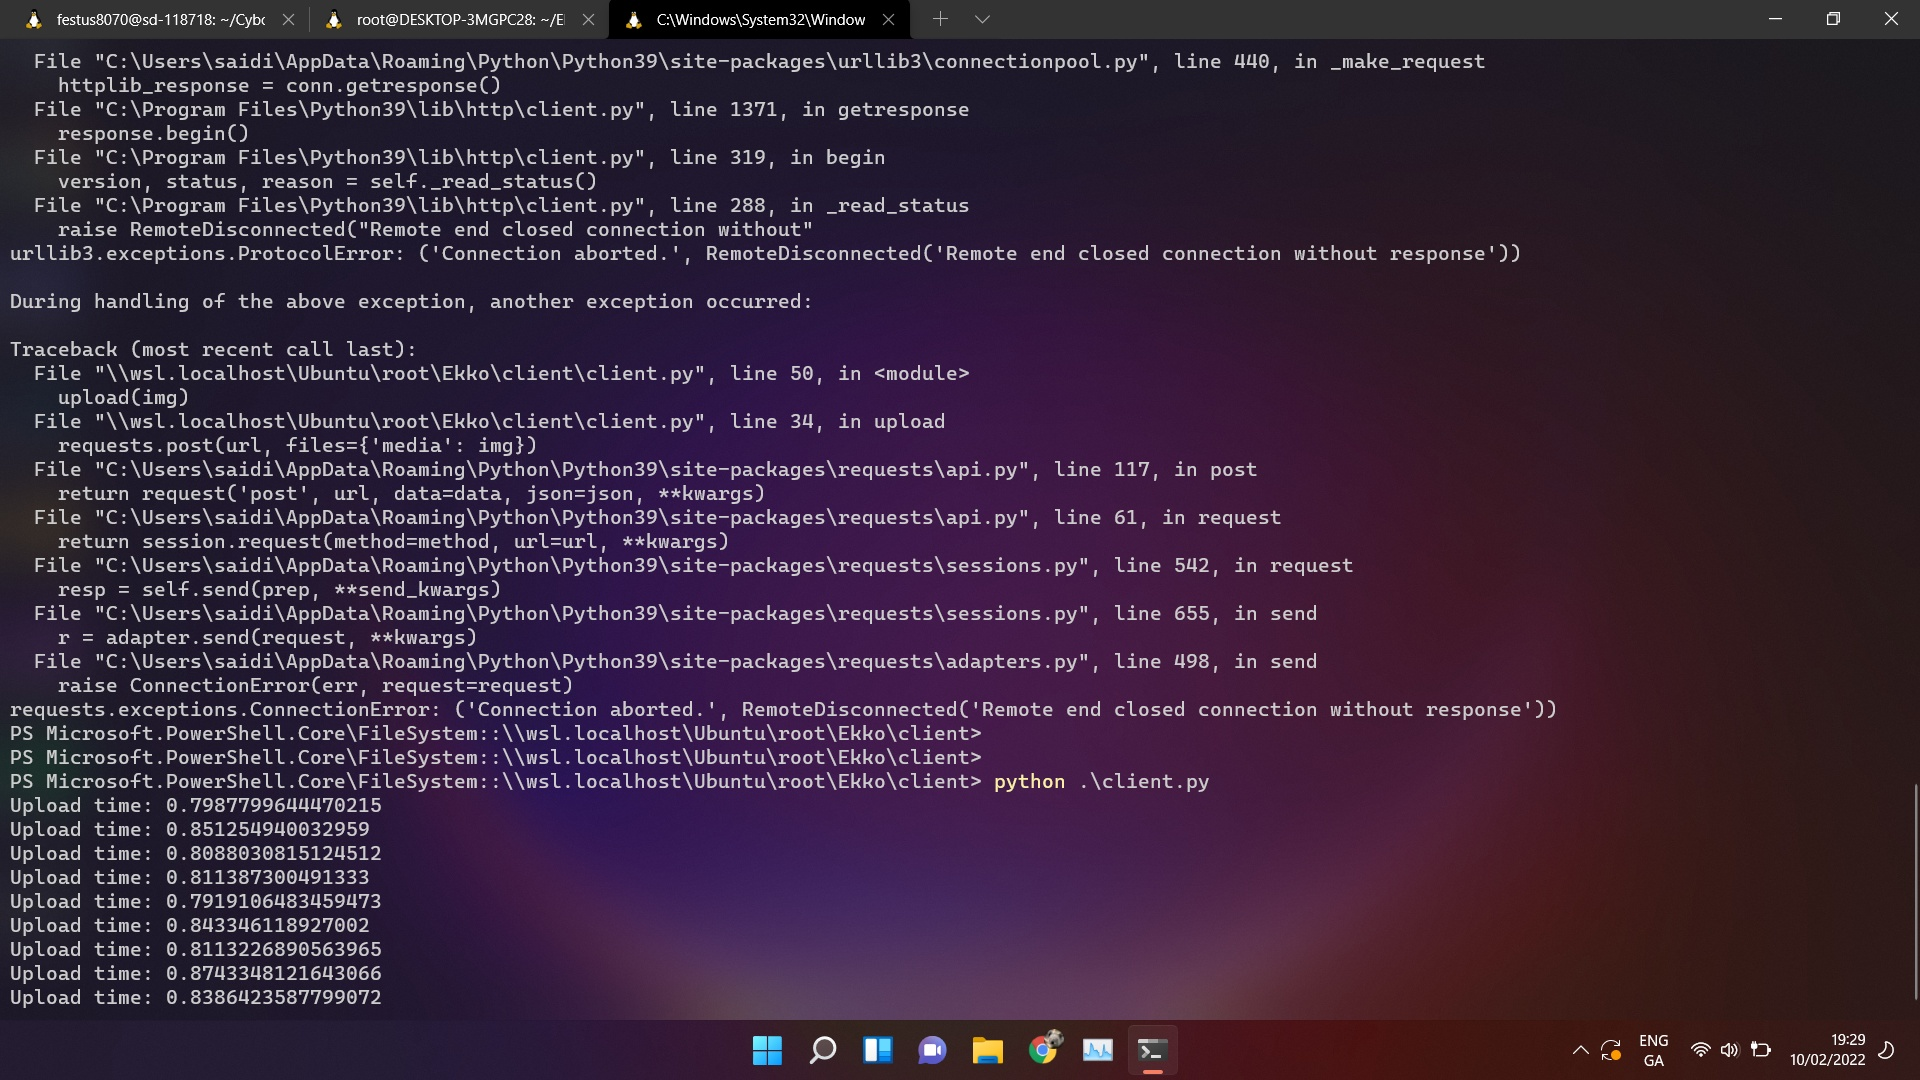 festus8070@sd-118718: ~/Cybo
root@DESKTOP-3MGPC28: ~/E
C:\Windows\System32\Window
File "C:\Users\saidi\AppData\Roaming\Python\Python39\site-packages\urllib3\connectionpool.py", line 440, in _make_request
httplib_response = conn.getresponse()
File "C:\Program Files\Python39\lib\http\client.py", line 1371, in getresponse
response.begin()
File "C:\Program Files\Python39\lib\http\client.py", line 319, in begin
version, status, reason = self._read_status()
File "C:\Program Files\Python39\lib\http\client.py", line 288, in _read_status
raise RemoteDisconnected("Remote end closed connection without"
urllib3.exceptions.ProtocolError: ('Connection aborted.', RemoteDisconnected('Remote end closed connection without response'))
During handling of the above exception, another exception occurred:
Traceback (most recent call last):
File "\\wsl.localhost\Ubuntu\root\Ekko\client\client.py", line 50, in <module>
upload(img)
File "\\wsl.localhost\Ubuntu\root\Ekko\client\client.py", line 34, in upload
requests.post(url, files={'media': img})
File "C:\Users\saidi\AppData\Roaming\Python\Python39\site-packages\requests\api.py", line 117, in post
return request('post', url, data=data, json=json, **kwargs)
File "C:\Users\saidi\AppData\Roaming\Python\Python39\site-packages\requests\api.py", line 61, in request
return session.request(method=method, url=url, **kwargs)
File "C:\Users\saidi\AppData\Roaming\Python\Python39\site-packages\requests\sessions.py", line 542, in request
resp = self.send(prep, **send_kwargs)
File "C:\Users\saidi\AppData\Roaming\Python\Python39\site-packages\requests\sessions.py", line 655, in send
r = adapter.send(request, **kwargs)
File "C:\Users\saidi\AppData\Roaming\Python\Python39\site-packages\requests\adapters.py", line 498, in send
raise ConnectionError(err, request=request)
requests.exceptions.ConnectionError: ('Connection aborted.', RemoteDisconnected('Remote end closed connection without response'))
PS Microsoft.PowerShell.Core\FileSystem::\\wsl.localhost\Ubuntu\root\Ekko\client>
PS Microsoft.PowerShell.Core\FileSystem::\\wsl.localhost\Ubuntu\root\Ekko\client>
PS Microsoft.PowerShell.Core\FileSystem::\\wsl.localhost\Ubuntu\root\Ekko\client> python .\client.py
Upload time: 0.7987799644470215
Upload time: 0.851254940032959
Upload time: 0.8088030815124512
Upload time: 0.811387300491333
Upload time: 0.7919106483459473
Upload time: 0.843346118927002
Upload time: 0.8113226890563965
Upload time: 0.8743348121643066
Upload time: 0.8386423587799072
ENG
GA
19:29
10/02/2022